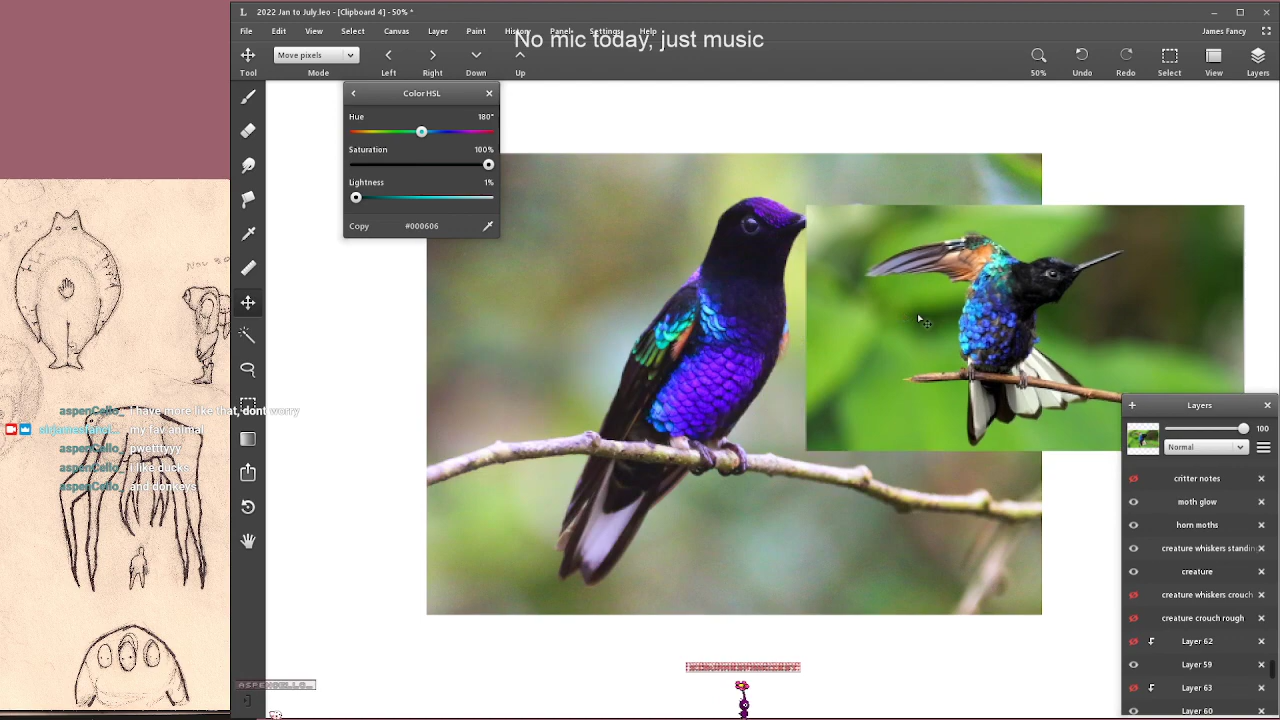 L 2022 Jan to July.leo - [Clipboard 4] - 50% *
File Edit View Select Canvas Layer Paint History Panel Settings Help James Fancy
No mic today, just music
Move pixels
Tool Mode Left Right Down Up 50% Undo Redo Select View Layers
Color HSL
Hue 180°
Saturation 100%
Lightness 1%
Copy #000606
aspenCello_ i have more like that, dont worry
my fav animal
aspenCello_ pwetttyyy
aspenCello_ i like ducks
aspenCello_ and donkeys
Layers
100
Normal
critter notes
moth glow
horn moths
creature whiskers standin
creature
creature whiskers crouch
creature crouch rough
Layer 62
Layer 59
Layer 63
Layer 60
ASPENCELLO_